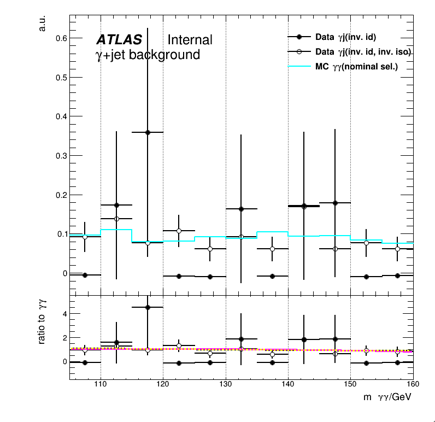 a.u.
0.6
0.5
0.4
0.3
0.2
0.1
0
ATLAS Internal
γ+jet background
Data γj(inv. id)
Data γj(inv. id, inv. iso)
MC γγ(nominal sel.)
ratio to γγ
4
2
0
110 120 130 140 150 160
m γγ/GeV